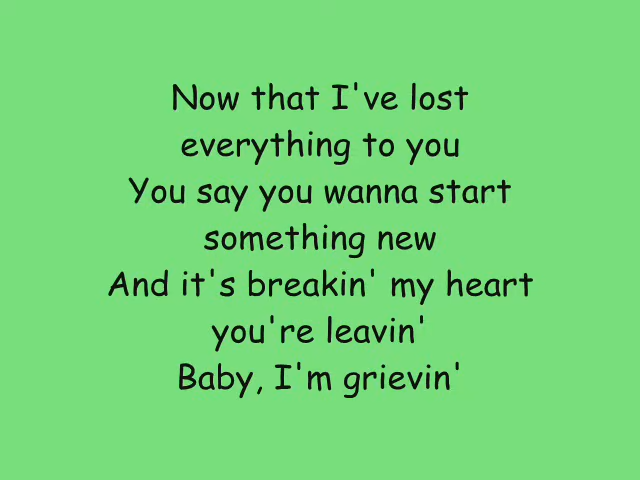 Now that I've lost
everything to you
You say you wanna start
something new
And it's breakin' my heart
you're leavin'
Baby, I'm grievin'